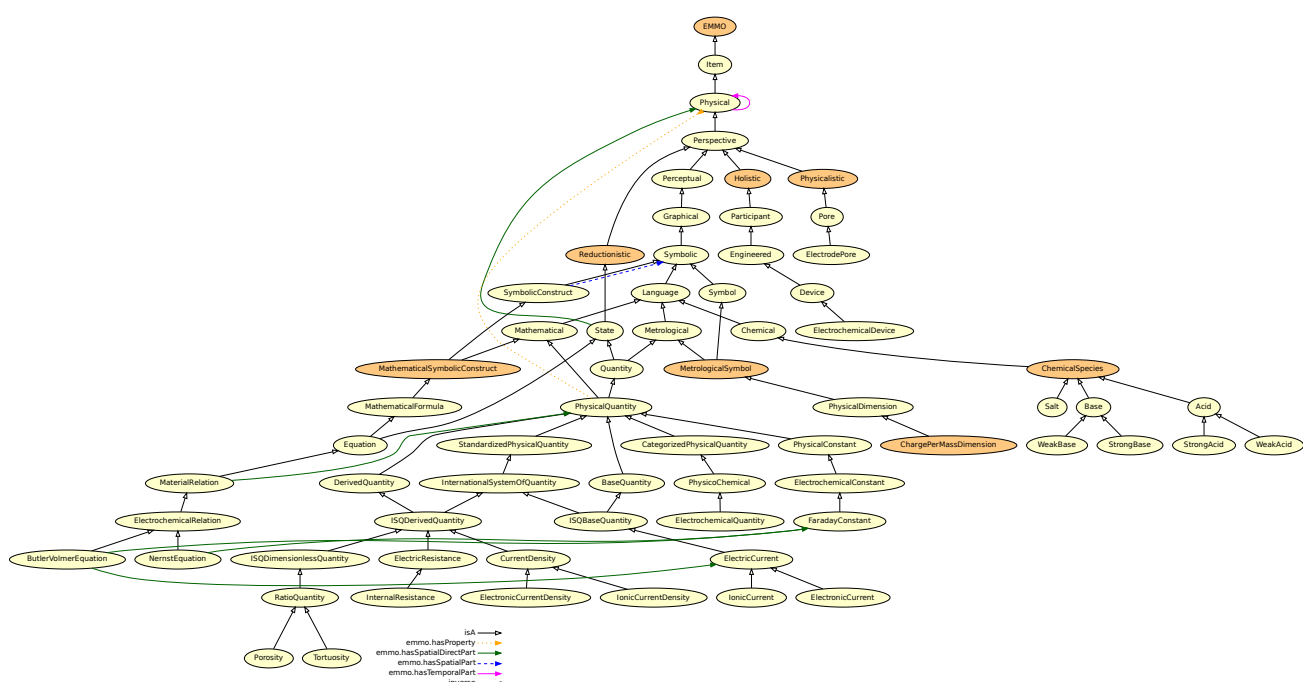 EMMO
Item
Physical
Perspective
Perceptual Holistic Physicalistic
Graphical Participant Pore
Reductionistic Symbolic Engineered ElectrodePore
SymbolicConstruct Language Symbol Device
Mathematical State Metrological Chemical ElectrochemicalDevice
MathematicalSymbolicConstruct Quantity MetrologicalSymbol ChemicalSpecies
MathematicalFormula PhysicalQuantity PhysicalDimension Salt Base Acid
Equation StandardizedPhysicalQuantity CategorizedPhysicalQuantity PhysicalConstant ChargePerMassDimension WeakBase StrongBase StrongAcid WeakAcid
MaterialRelation DerivedQuantity InternationalSystemOfQuantity BaseQuantity PhysicoChemical ElectrochemicalConstant
ElectrochemicalRelation ISQDerivedQuantity ISQBaseQuantity ElectrochemicalQuantity FaradayConstant
ButlerVolmerEquation NernstEquation ISQDimensionlessQuantity ElectricResistance CurrentDensity ElectricCurrent
RatioQuantity InternalResistance ElectronicCurrentDensity IonicCurrentDensity IonicCurrent ElectronicCurrent
Porosity Tortuosity
isA
emmo.hasProperty
emmo.hasSpatialDirectPart
emmo.hasSpatialPart
emmo.hasTemporalPart